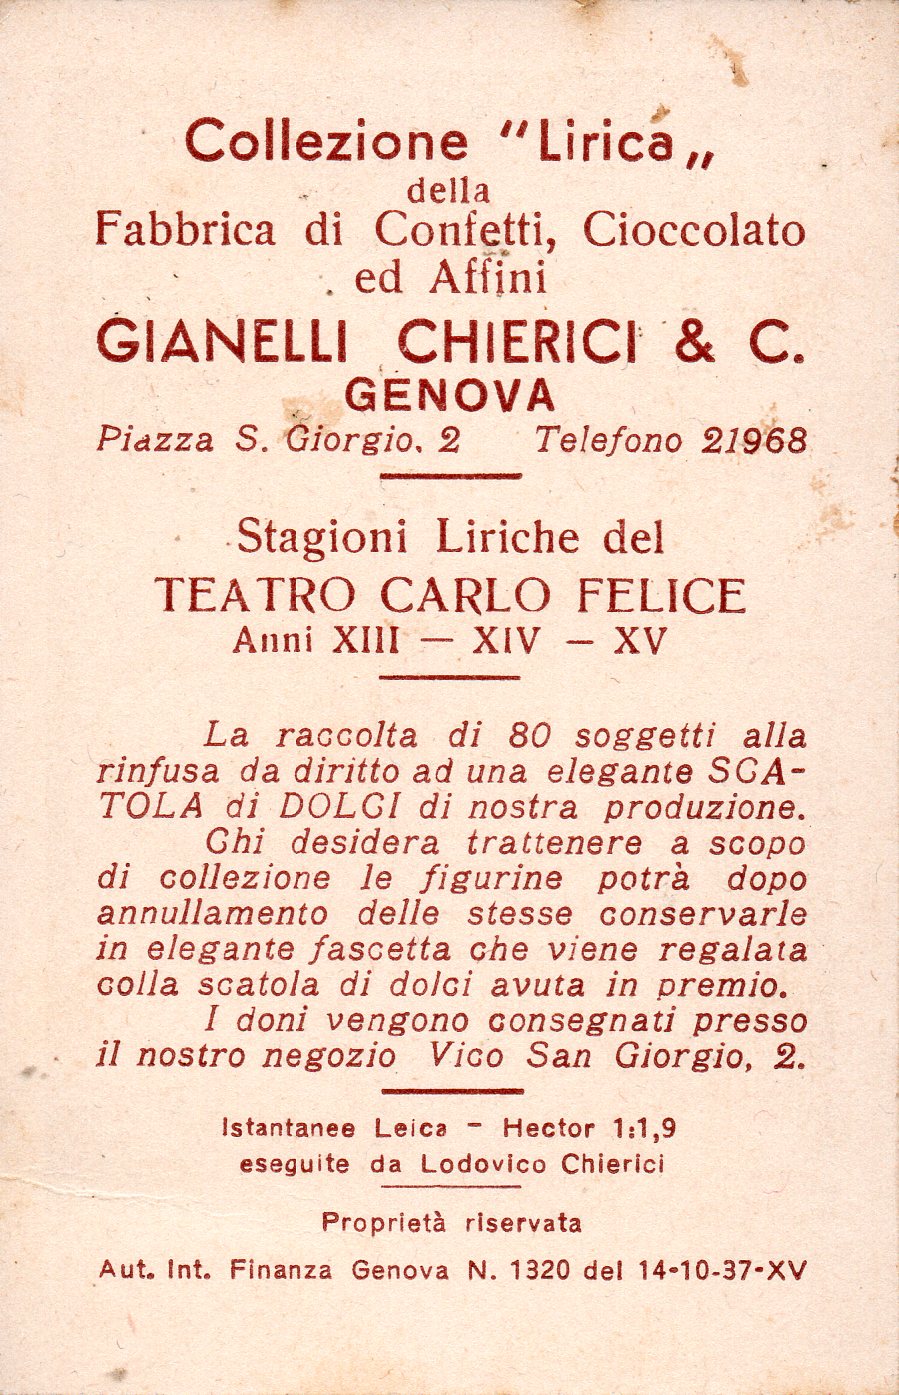 Collezione "Lirica„
della
Fabbrica di Confetti, Cioccolato
ed Affini
GIANELLI CHIERICI & C.
GENOVA
Piazza S. Giorgio, 2 Telefono 21968
Stagioni Liriche del
TEATRO CARLO FELICE
Anni XIII — XIV — XV
La raccolta di 80 soggetti alla
rinfusa da diritto ad una elegante SCA-
TOLA di DOLCI di nostra produzione.
Chi desidera trattenere a scopo
di collezione le figurine potrà dopo
annullamento delle stesse conservarle
in elegante fascetta che viene regalata
colla scatola di dolci avuta in premio.
I doni vengono consegnati presso
il nostro negozio Vico San Giorgio, 2.
Istantanee Leica - Hector 1:1,9
eseguite da Lodovico Chierici
Proprietà riservata
Aut. Int. Finanza Genova N. 1320 del 14-10-37-XV